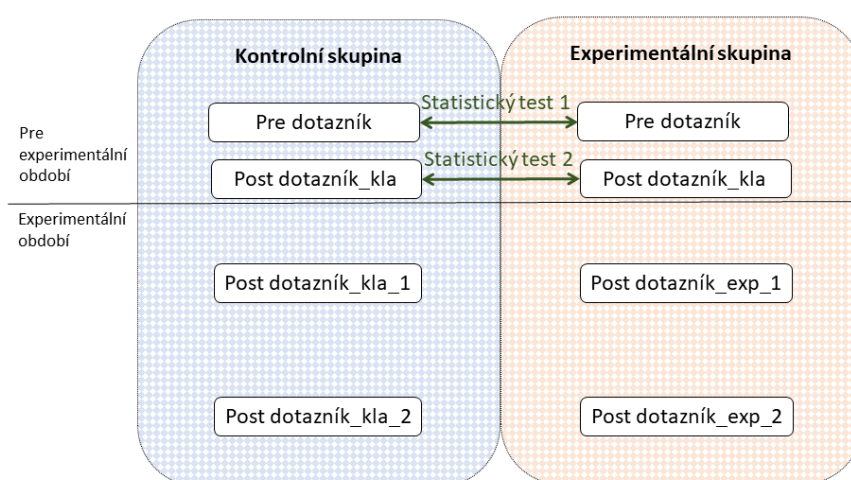 Kontrolní skupina
Experimentální skupina
Statistický test 1
Pre dotazník
Pre dotazník
Pre
experimentální
období
Statistický test 2
Post dotazník_kla
Post dotazník_kla
Experimentální
období
Post dotazník_kla_1
Post dotazník_exp_1
Post dotazník_kla_2
Post dotazník_exp_2